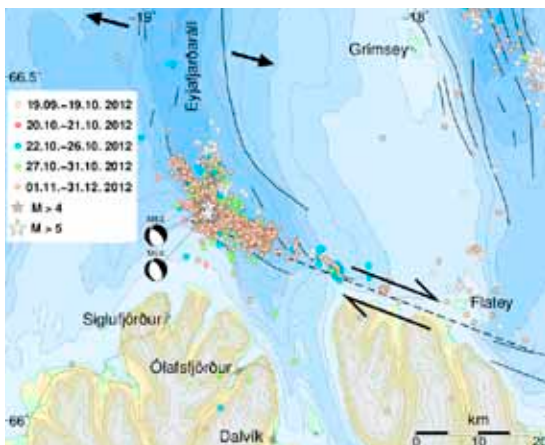 -19°
-18°
Grímsey
66.5°
Eyjafjarðaráll
19.09.–19.10. 2012
20.10.–21.10. 2012
22.10.–26.10. 2012
27.10.–31.10. 2012
01.11.–31.12. 2012
M > 4
M > 5
Flatey
Siglufjörður
Ólafsfjörður
66°
Dalvík
km
0 10 20